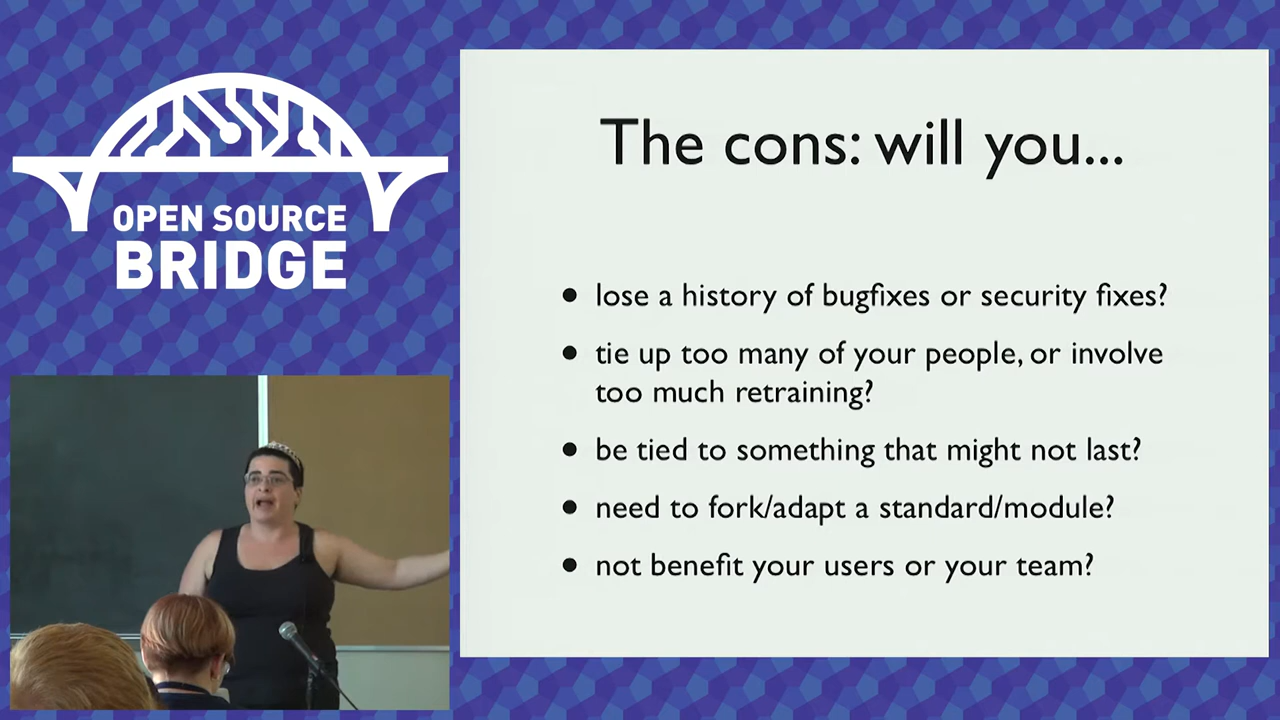 OPEN SOURCE
BRIDGE
The cons: will you...
• lose a history of bugfixes or security fixes?
• tie up too many of your people, or involve
too much retraining?
• be tied to something that might not last?
• need to fork/adapt a standard/module?
• not benefit your users or your team?